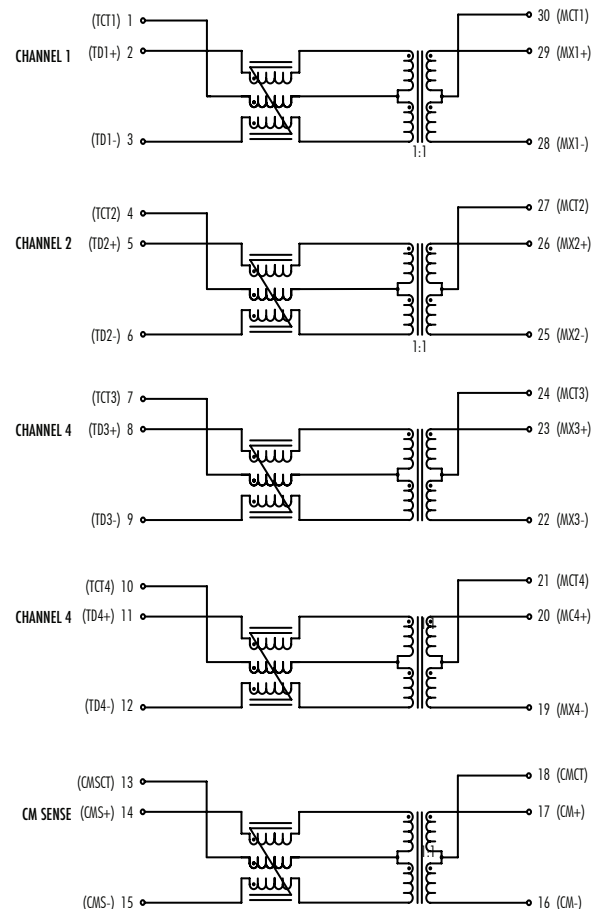 (TCT1) 1
30 (MCT1)
CHANNEL 1 (TD1+) 2
29 (MX1+)
(TD1-) 3
28 (MX1-)
1:1
(TCT2) 4
27 (MCT2)
CHANNEL 2 (TD2+) 5
26 (MX2+)
(TD2-) 6
25 (MX2-)
1:1
(TCT3) 7
24 (MCT3)
CHANNEL 4 (TD3+) 8
23 (MX3+)
(TD3-) 9
22 (MX3-)
(TCT4) 10
21 (MCT4)
CHANNEL 4 (TD4+) 11
20 (MC4+)
(TD4-) 12
19 (MX4-)
(CMSCT) 13
18 (CMCT)
CM SENSE (CMS+) 14
17 (CM+)
1:1
(CMS-) 15
16 (CM-)